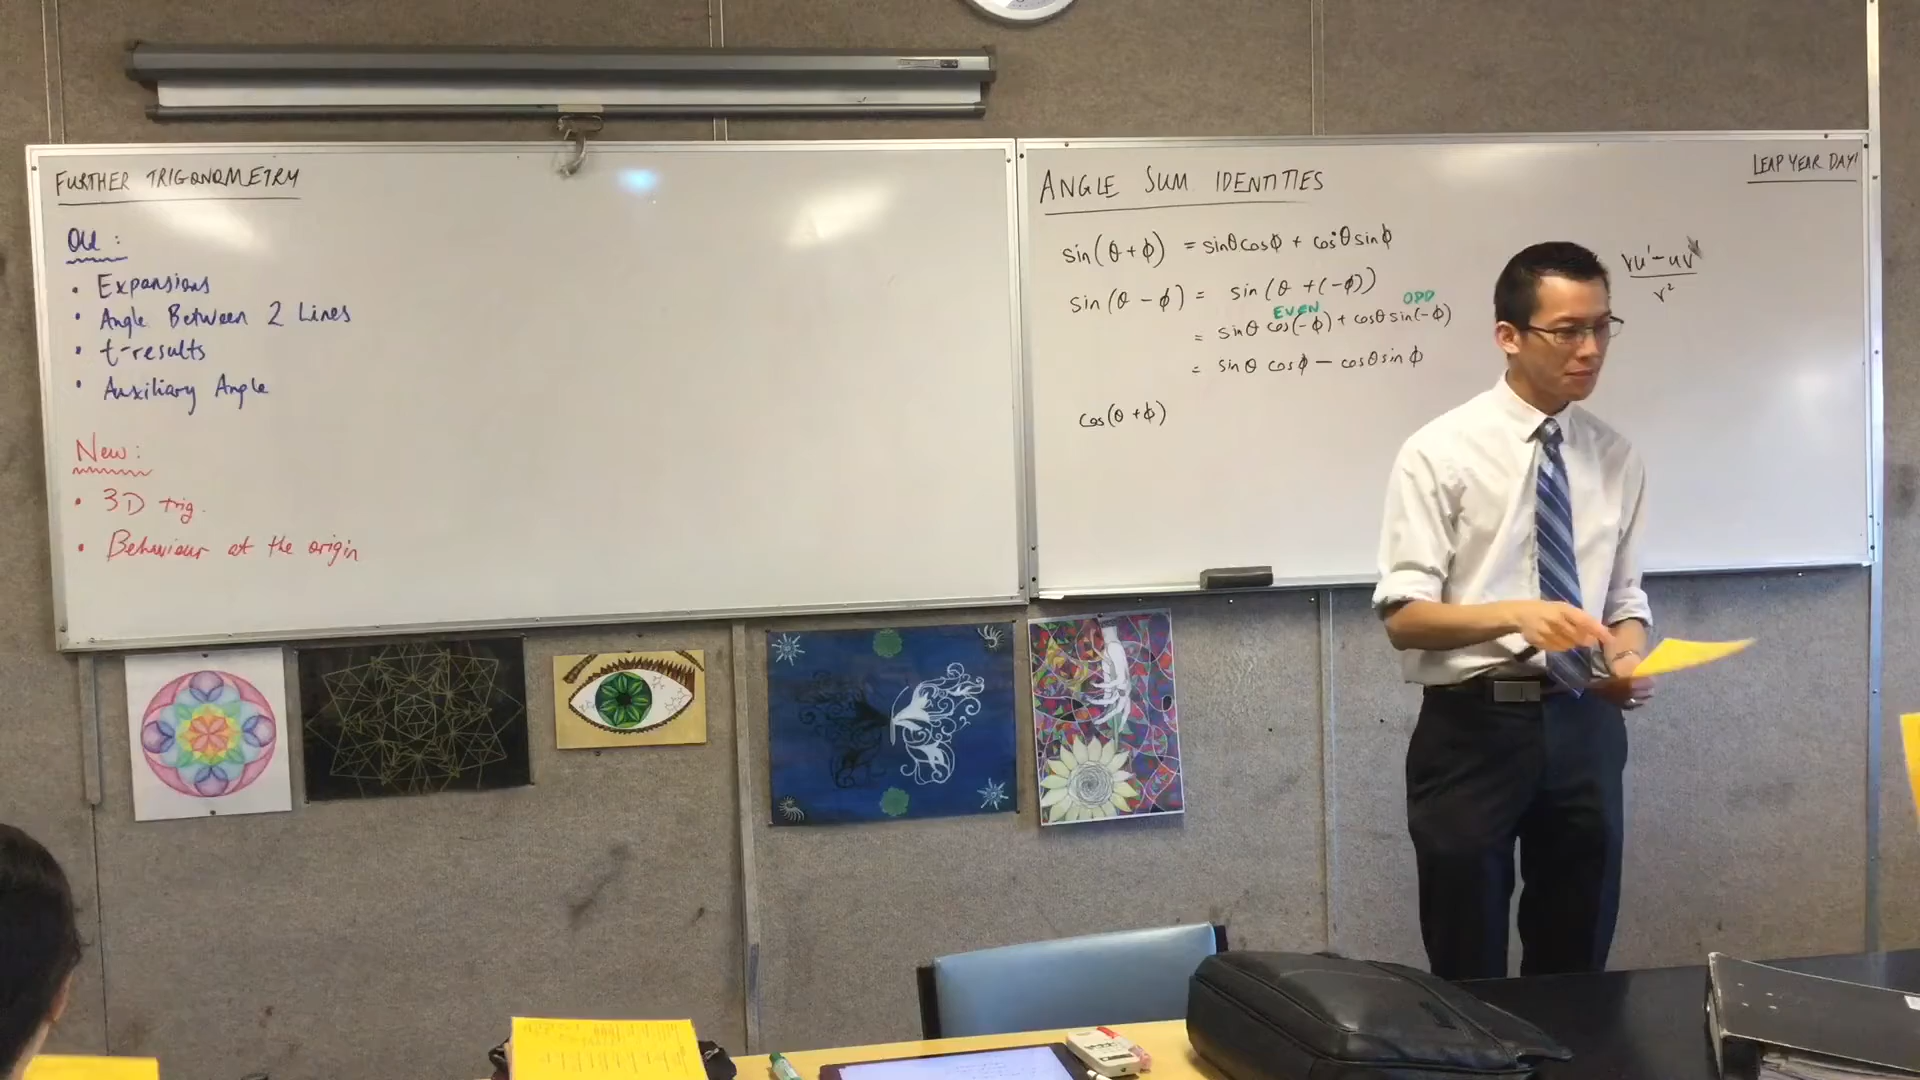 FURTHER TRIGONOMETRY
Old :
• Expansions
• Angle Between 2 Lines
• t-results
• Auxiliary Angle
New :
• 3D trig.
• Behaviour at the origin
ANGLE SUM IDENTITIES
LEAP YEAR DAY!
sin(θ + ϕ) = sinθcosϕ + cosθsinϕ
sin(θ - ϕ) = sin(θ + (-ϕ))
EVEN ODD
= sinθ cos(-ϕ) + cosθ sin(-ϕ)
= sinθ cosϕ - cosθsinϕ
cos(θ + ϕ)
vu' - uv'
v²